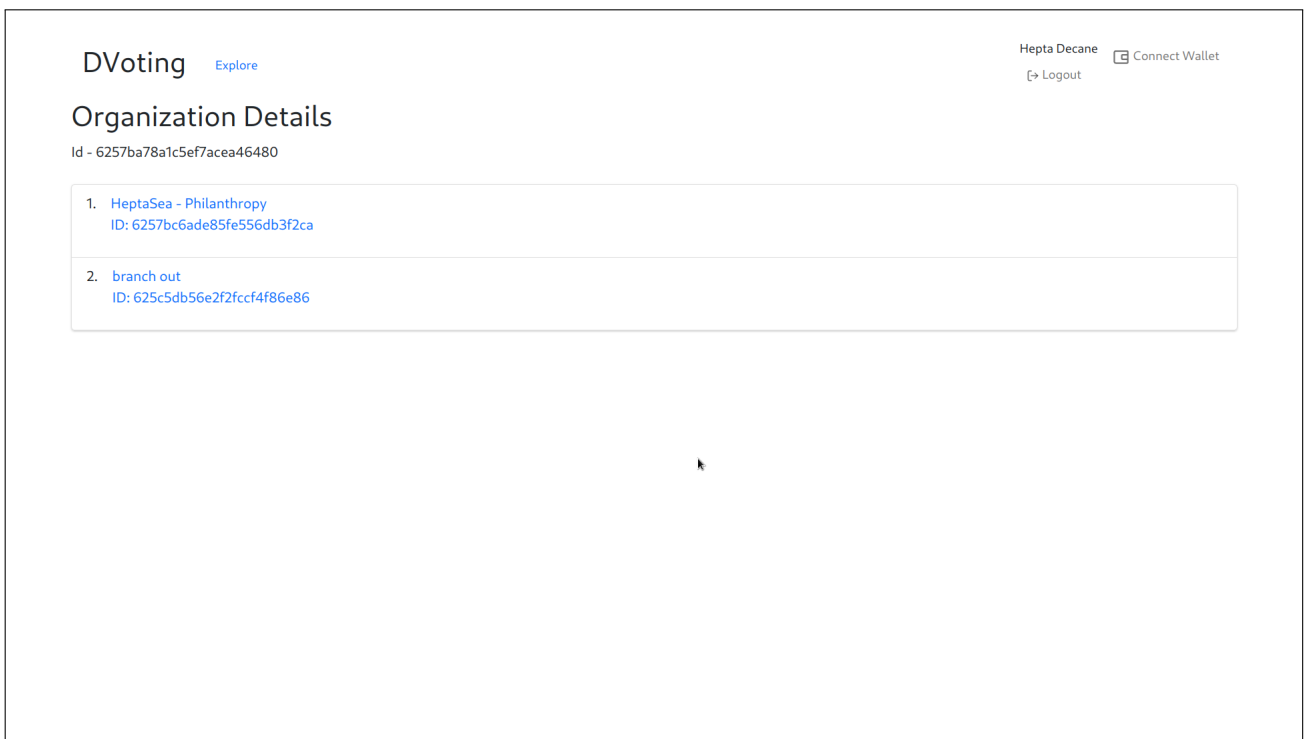 DVoting
Explore
Hepta Decane
Logout
Connect Wallet
Organization Details
Id - 6257ba78a1c5ef7acea46480
1. HeptaSea - Philanthropy
ID: 6257bc6ade85fe556db3f2ca
2. branch out
ID: 625c5db56e2f2fccf4f86e86